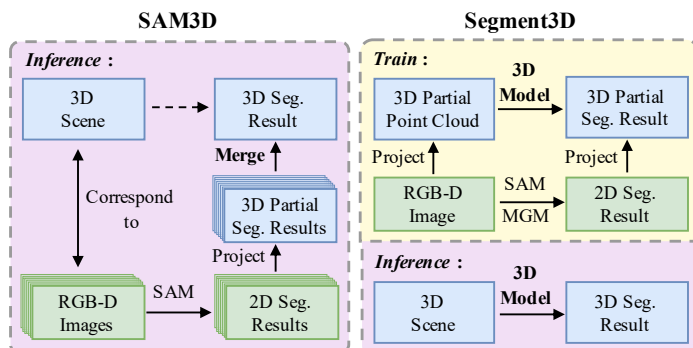 SAM3D
Inference :
3D
Scene
3D Seg.
Result
Merge
Correspond
to
3D Partial
Seg. Results
Project
RGB-D
Images
SAM
2D Seg.
Results
Segment3D
Train :
3D Partial
Point Cloud
3D
Model
3D Partial
Seg. Result
Project
Project
RGB-D
Image
SAM
MGM
2D Seg.
Result
Inference :
3D
Scene
3D
Model
3D Seg.
Result